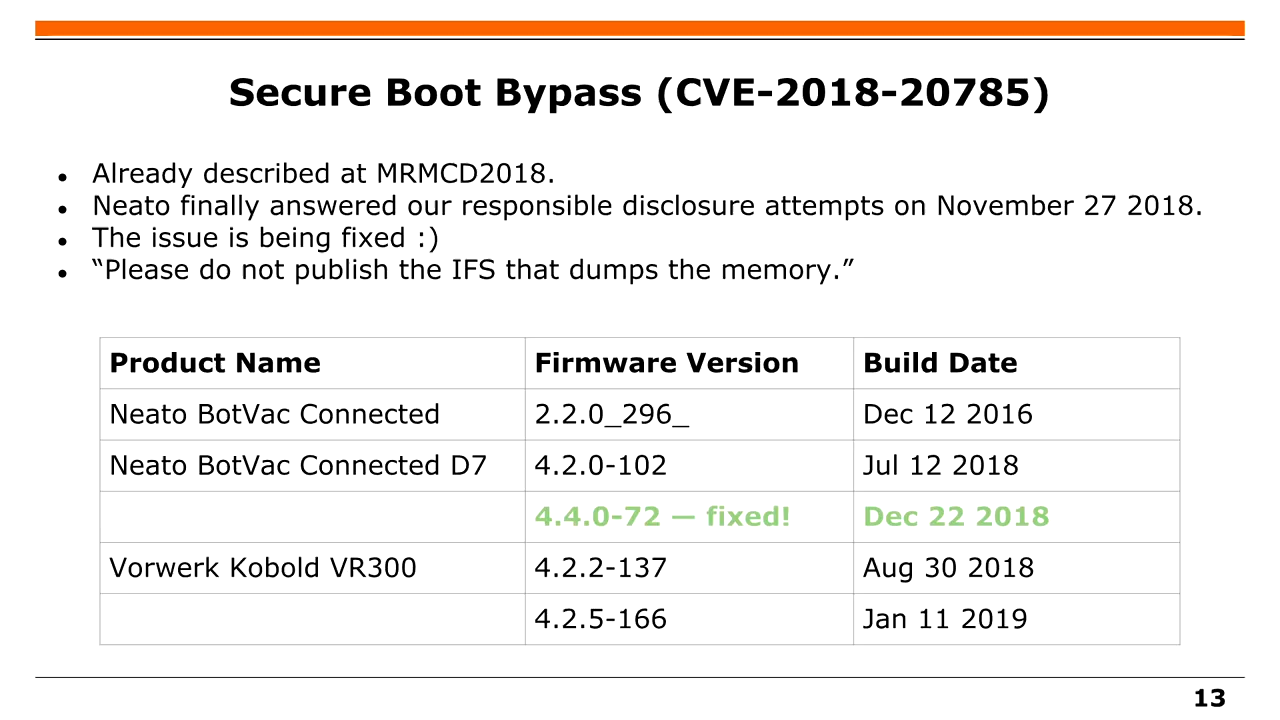 Secure Boot Bypass (CVE-2018-20785)
● Already described at MRMCD2018.
● Neato finally answered our responsible disclosure attempts on November 27 2018.
● The issue is being fixed :)
● “Please do not publish the IFS that dumps the memory.”
Product Name Firmware Version Build Date
Neato BotVac Connected 2.2.0_296_ Dec 12 2016
Neato BotVac Connected D7 4.2.0-102 Jul 12 2018
4.4.0-72 — fixed! Dec 22 2018
Vorwerk Kobold VR300 4.2.2-137 Aug 30 2018
4.2.5-166 Jan 11 2019
13